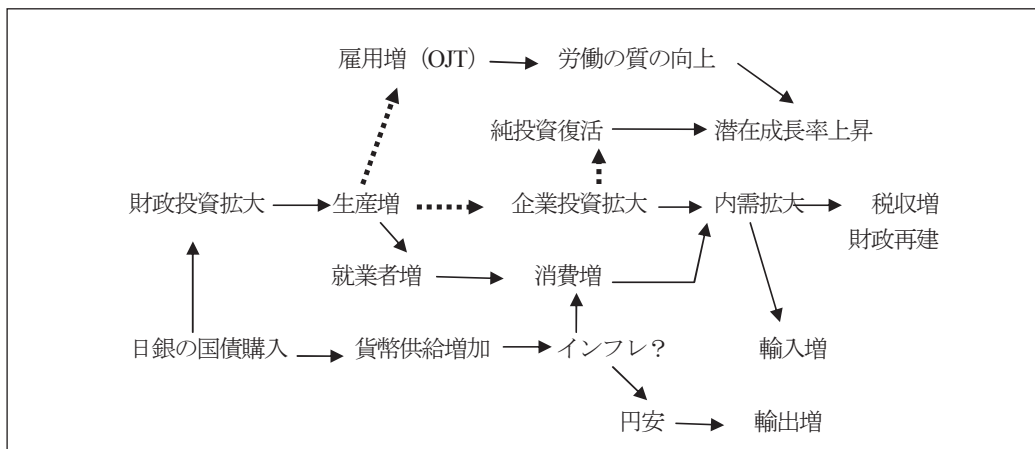 雇用増（OJT） 労働の質の向上
純投資復活 潜在成長率上昇
財政投資拡大 生産増 企業投資拡大 内需拡大 税収増
財政再建
就業者増 消費増
日銀の国債購入 貨幣供給増加 インフレ？ 輸入増
円安 輸出増